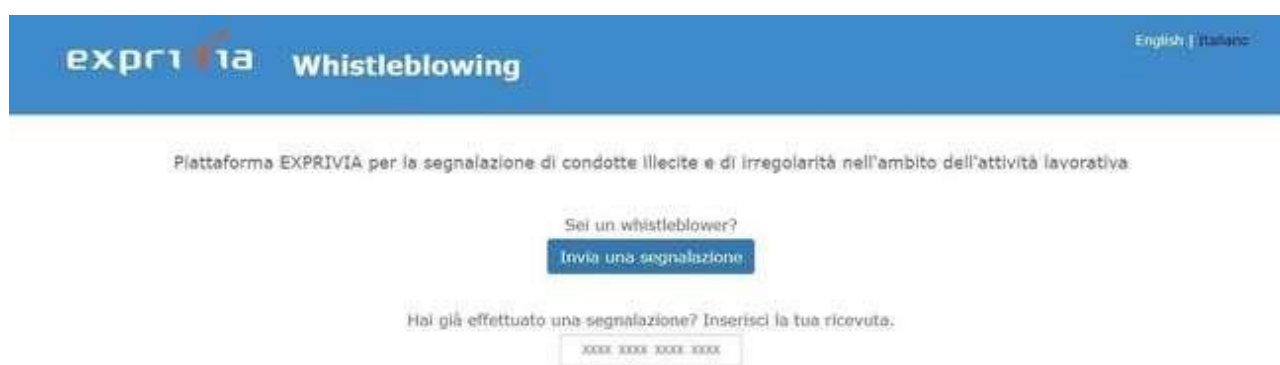 exprivia Whistleblowing
English | Italiano
Piattaforma EXPRIVIA per la segnalazione di condotte illecite e di irregolarità nell'ambito dell'attività lavorativa
Sei un whistleblower?
Invia una segnalazione
Hai già effettuato una segnalazione? Inserisci la tua ricevuta.
xxxx xxxx xxxx xxxx